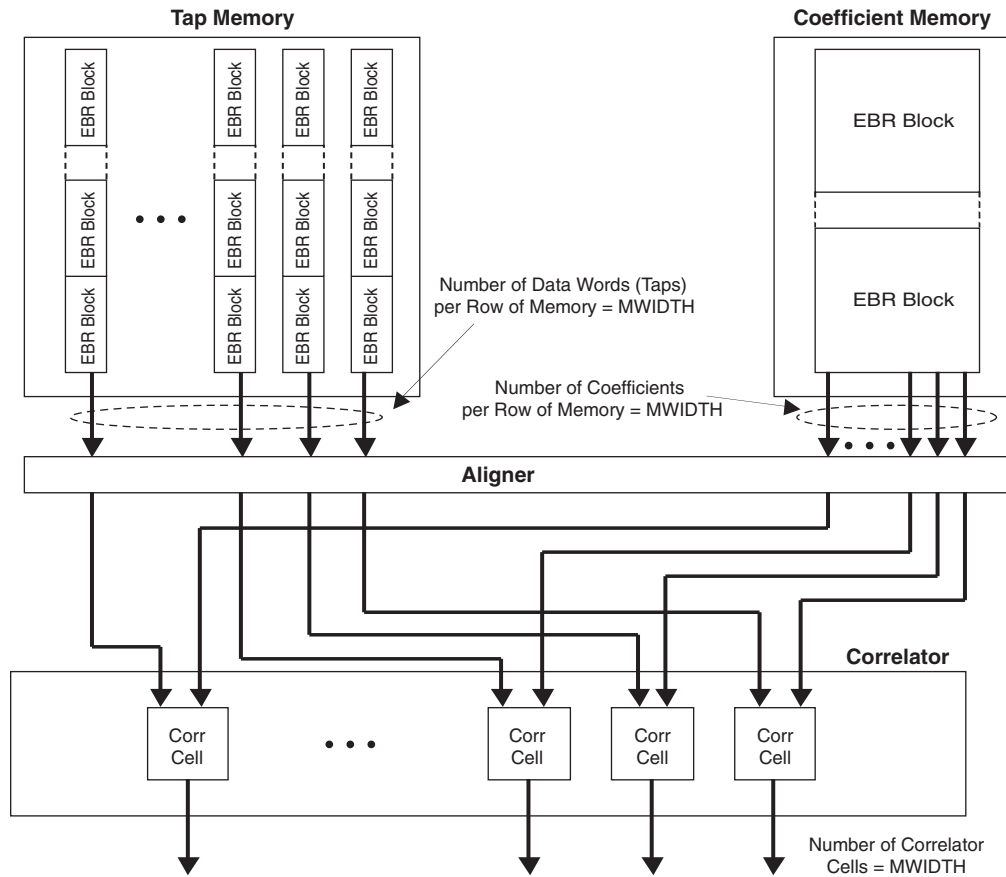 Tap Memory
Coefficient Memory
EBR Block
EBR Block
EBR Block
EBR Block
EBR Block
EBR Block
EBR Block
EBR Block
EBR Block
EBR Block
EBR Block
EBR Block
EBR Block
EBR Block
Number of Data Words (Taps)
per Row of Memory = MWIDTH
Number of Coefficients
per Row of Memory = MWIDTH
Aligner
Correlator
Corr
Cell
Corr
Cell
Corr
Cell
Corr
Cell
Number of Correlator
Cells = MWIDTH